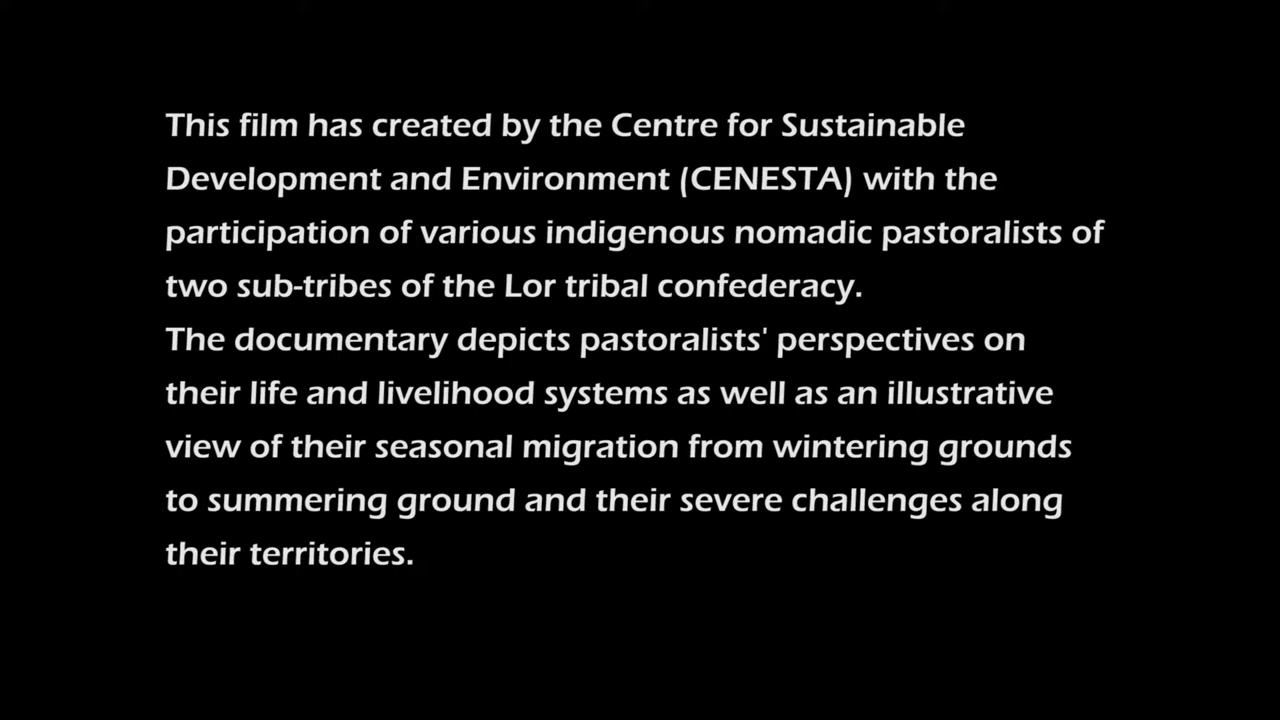 This film has created by the Centre for Sustainable
Development and Environment (CENESTA) with the
participation of various indigenous nomadic pastoralists of
two sub-tribes of the Lor tribal confederacy.
The documentary depicts pastoralists' perspectives on
their life and livelihood systems as well as an illustrative
view of their seasonal migration from wintering grounds
to summering ground and their severe challenges along
their territories.